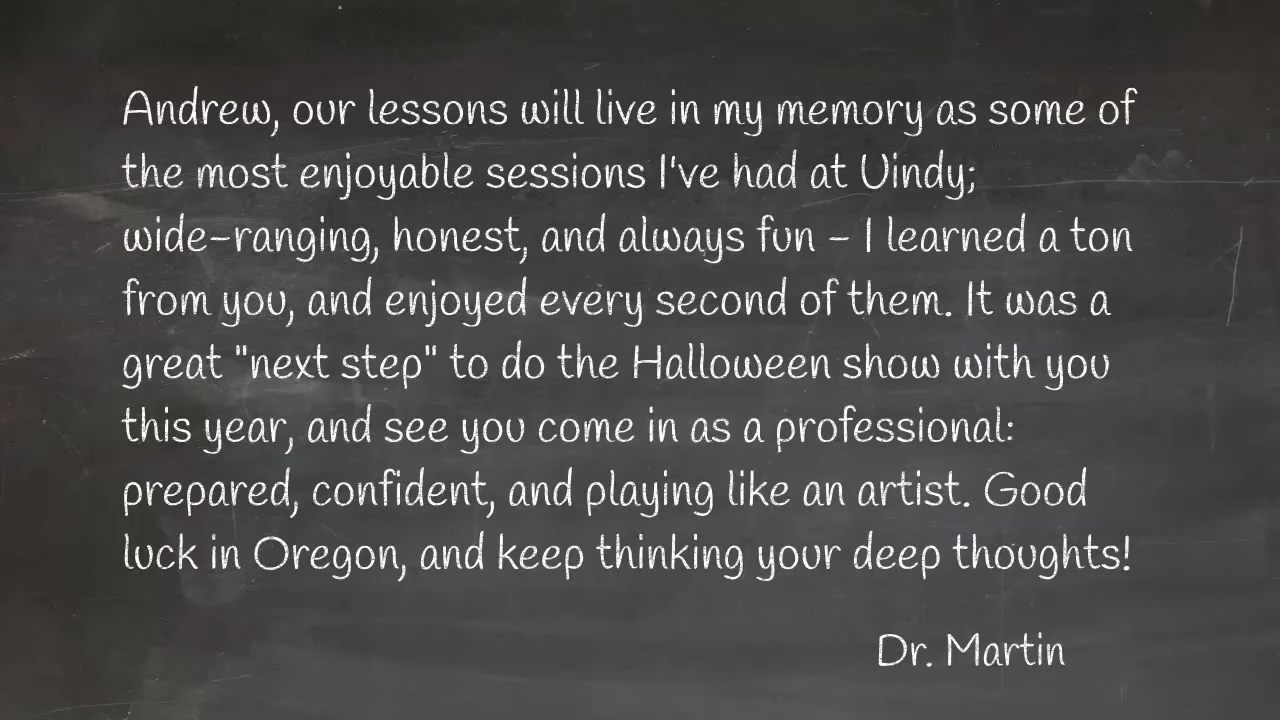 Andrew, our lessons will live in my memory as some of
the most enjoyable sessions I've had at Uindy;
wide-ranging, honest, and always fun - I learned a ton
from you, and enjoyed every second of them. It was a
great "next step" to do the Halloween show with you
this year, and see you come in as a professional:
prepared, confident, and playing like an artist. Good
luck in Oregon, and keep thinking your deep thoughts!
Dr. Martin